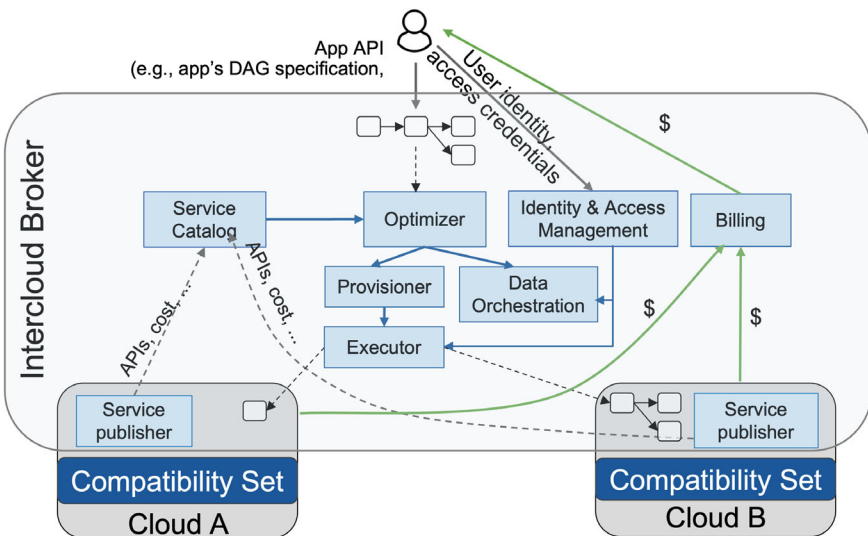 App API
(e.g., app's DAG specification,
User identity,
access credentials
$
Intercloud Broker
Service
Catalog
Optimizer
Identity & Access
Management
Billing
APIs, cost, ...
APIs, cost, ...
Provisioner
Data
Orchestration
Executor
$
$
Service
publisher
Service
publisher
Compatibility Set
Compatibility Set
Cloud A
Cloud B